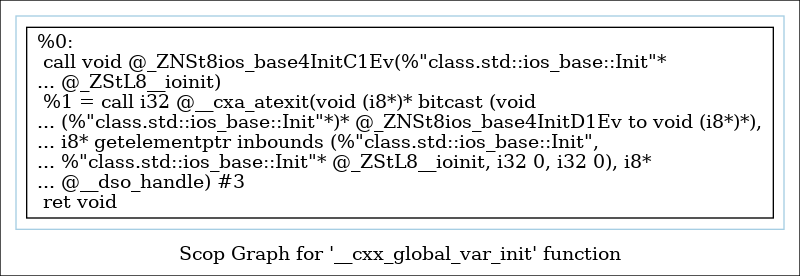 %0:
call void @_ZNSt8ios_base4InitC1Ev(%"class.std::ios_base::Init"*
... @_ZStL8__ioinit)
%1 = call i32 @__cxa_atexit(void (i8*)* bitcast (void
... (%"class.std::ios_base::Init"*)* @_ZNSt8ios_base4InitD1Ev to void (i8*)*),
... i8* getelementptr inbounds (%"class.std::ios_base::Init",
... %"class.std::ios_base::Init"* @_ZStL8__ioinit, i32 0, i32 0), i8*
... @__dso_handle) #3
ret void
Scop Graph for '__cxx_global_var_init' function